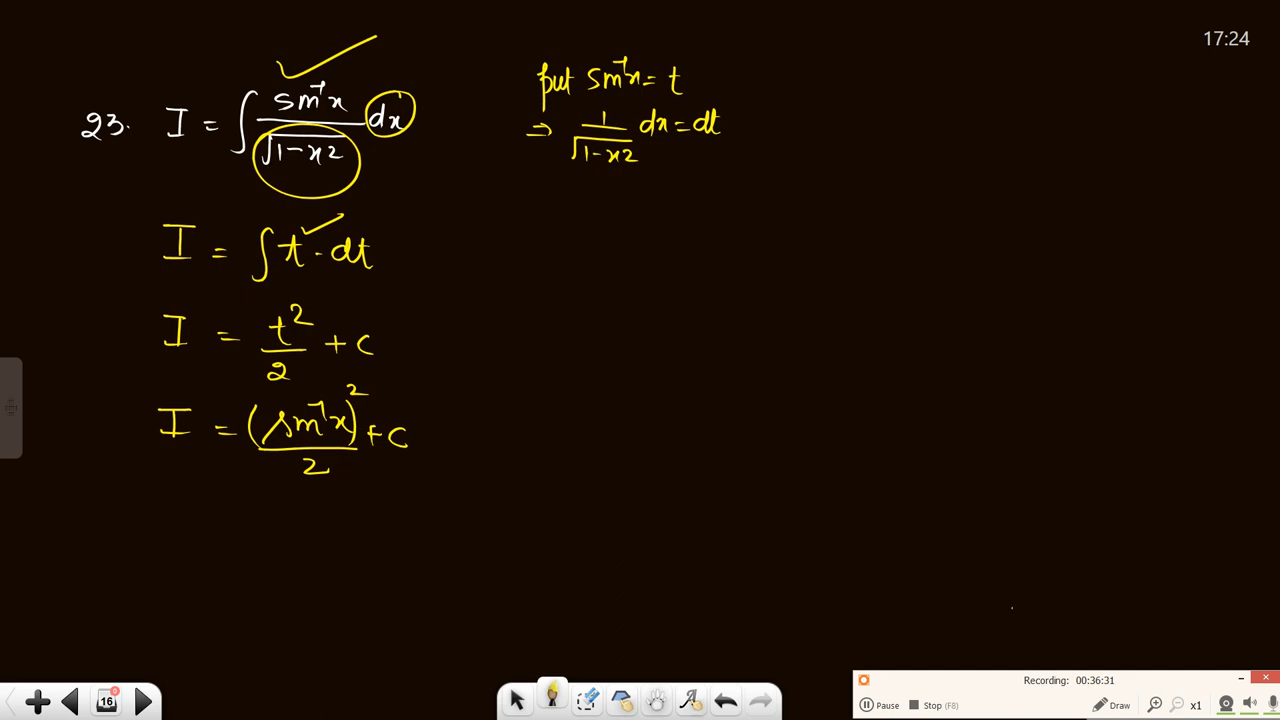 17:24
23. I = ∫ sin⁻¹x / √1-x2 dx
put sin⁻¹x = t
⇒ 1 / √1-x2 dx = dt
I = ∫ t - dt
I = t² / 2 + c
I = (sin⁻¹x)² / 2 + c
16
0
Recording: 00:36:31
Pause Stop (F8) Draw x1